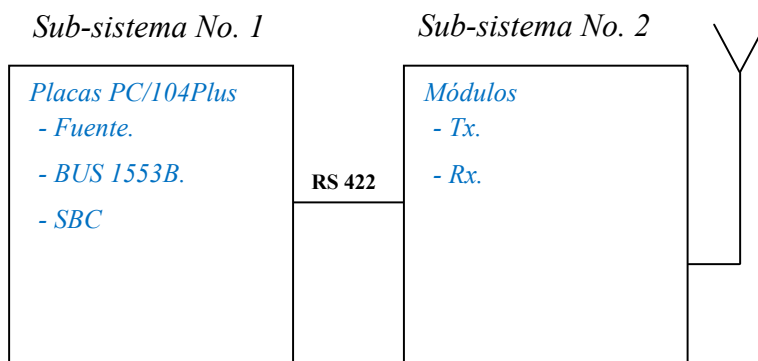 Sub-sistema No. 1
Placas PC/104Plus
- Fuente.
- BUS 1553B.
- SBC
RS 422
Sub-sistema No. 2
Módulos
- Tx.
- Rx.